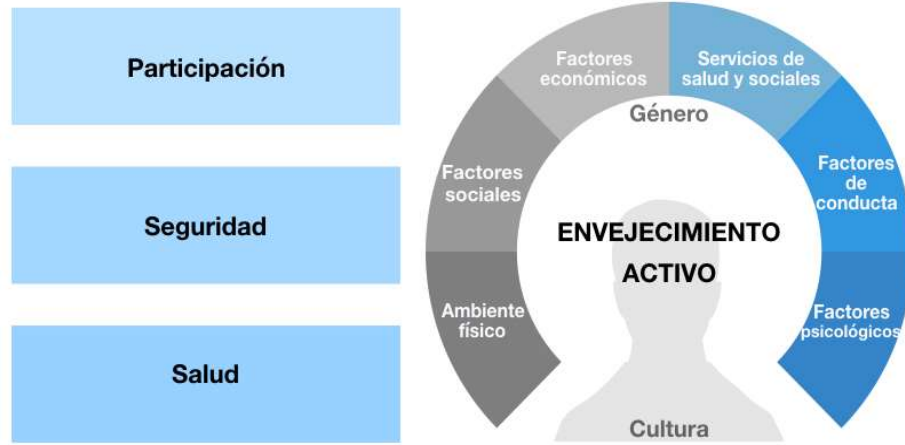 Participación
Seguridad
Salud
Factores
económicos
Servicios de
salud y sociales
Género
Factores
sociales
Factores
de
conducta
ENVEJECIMIENTO
ACTIVO
Ambiente
físico
Factores
psicológicos
Cultura